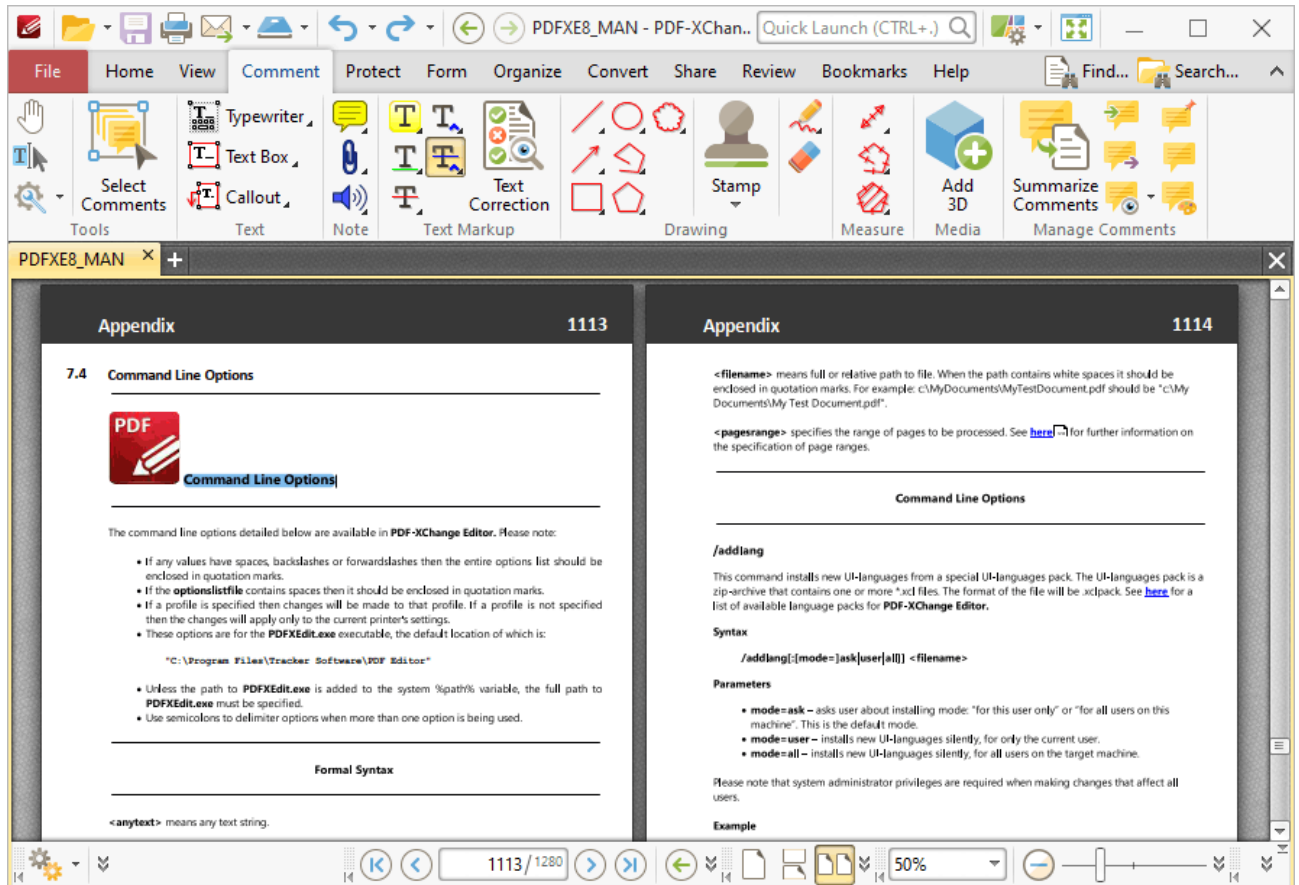 PDFXE8_MAN - PDF-XChan.. Quick Launch (CTRL+.)
File Home View Comment Protect Form Organize Convert Share Review Bookmarks Help Find... Search...
Select Comments
Typewriter
Text Box
Callout
Text Correction
Stamp
Add 3D
Summarize Comments
Tools Text Note Text Markup Drawing Measure Media Manage Comments
PDFXE8_MAN
Appendix 1113
7.4 Command Line Options
PDF
Command Line Options
The command line options detailed below are available in PDF-XChange Editor. Please note:
• If any values have spaces, backslashes or forwardslashes then the entire options list should be
enclosed in quotation marks.
• If the optionslistfile contains spaces then it should be enclosed in quotation marks.
• If a profile is specified then changes will be made to that profile. If a profile is not specified
then the changes will apply only to the current printer's settings.
• These options are for the PDFXEdit.exe executable, the default location of which is:
"C:\Program Files\Tracker Software\PDF Editor"
• Unless the path to PDFXEdit.exe is added to the system %path% variable, the full path to
PDFXEdit.exe must be specified.
• Use semicolons to delimiter options when more than one option is being used.
Formal Syntax
<anytext> means any text string.
Appendix 1114
<filename> means full or relative path to file. When the path contains white spaces it should be
enclosed in quotation marks. For example: c:\MyDocuments\MyTestDocument.pdf should be "c:\My
Documents\My Test Document.pdf".
<pagesrange> specifies the range of pages to be processed. See here for further information on
the specification of page ranges.
Command Line Options
/addlang
This command installs new UI-languages from a special UI-languages pack. The UI-languages pack is a
zip-archive that contains one or more *.xcl files. The format of the file will be .xclpack. See here for a
list of available language packs for PDF-XChange Editor.
Syntax
/addlang[:[mode=]ask|user|all]] <filename>
Parameters
• mode=ask – asks user about installing mode: "for this user only" or "for all users on this
machine". This is the default mode.
• mode=user – installs new UI-languages silently, for only the current user.
• mode=all – installs new UI-languages silently, for all users on the target machine.
Please note that system administrator privileges are required when making changes that affect all
users.
Example
1113 / 1280 50%